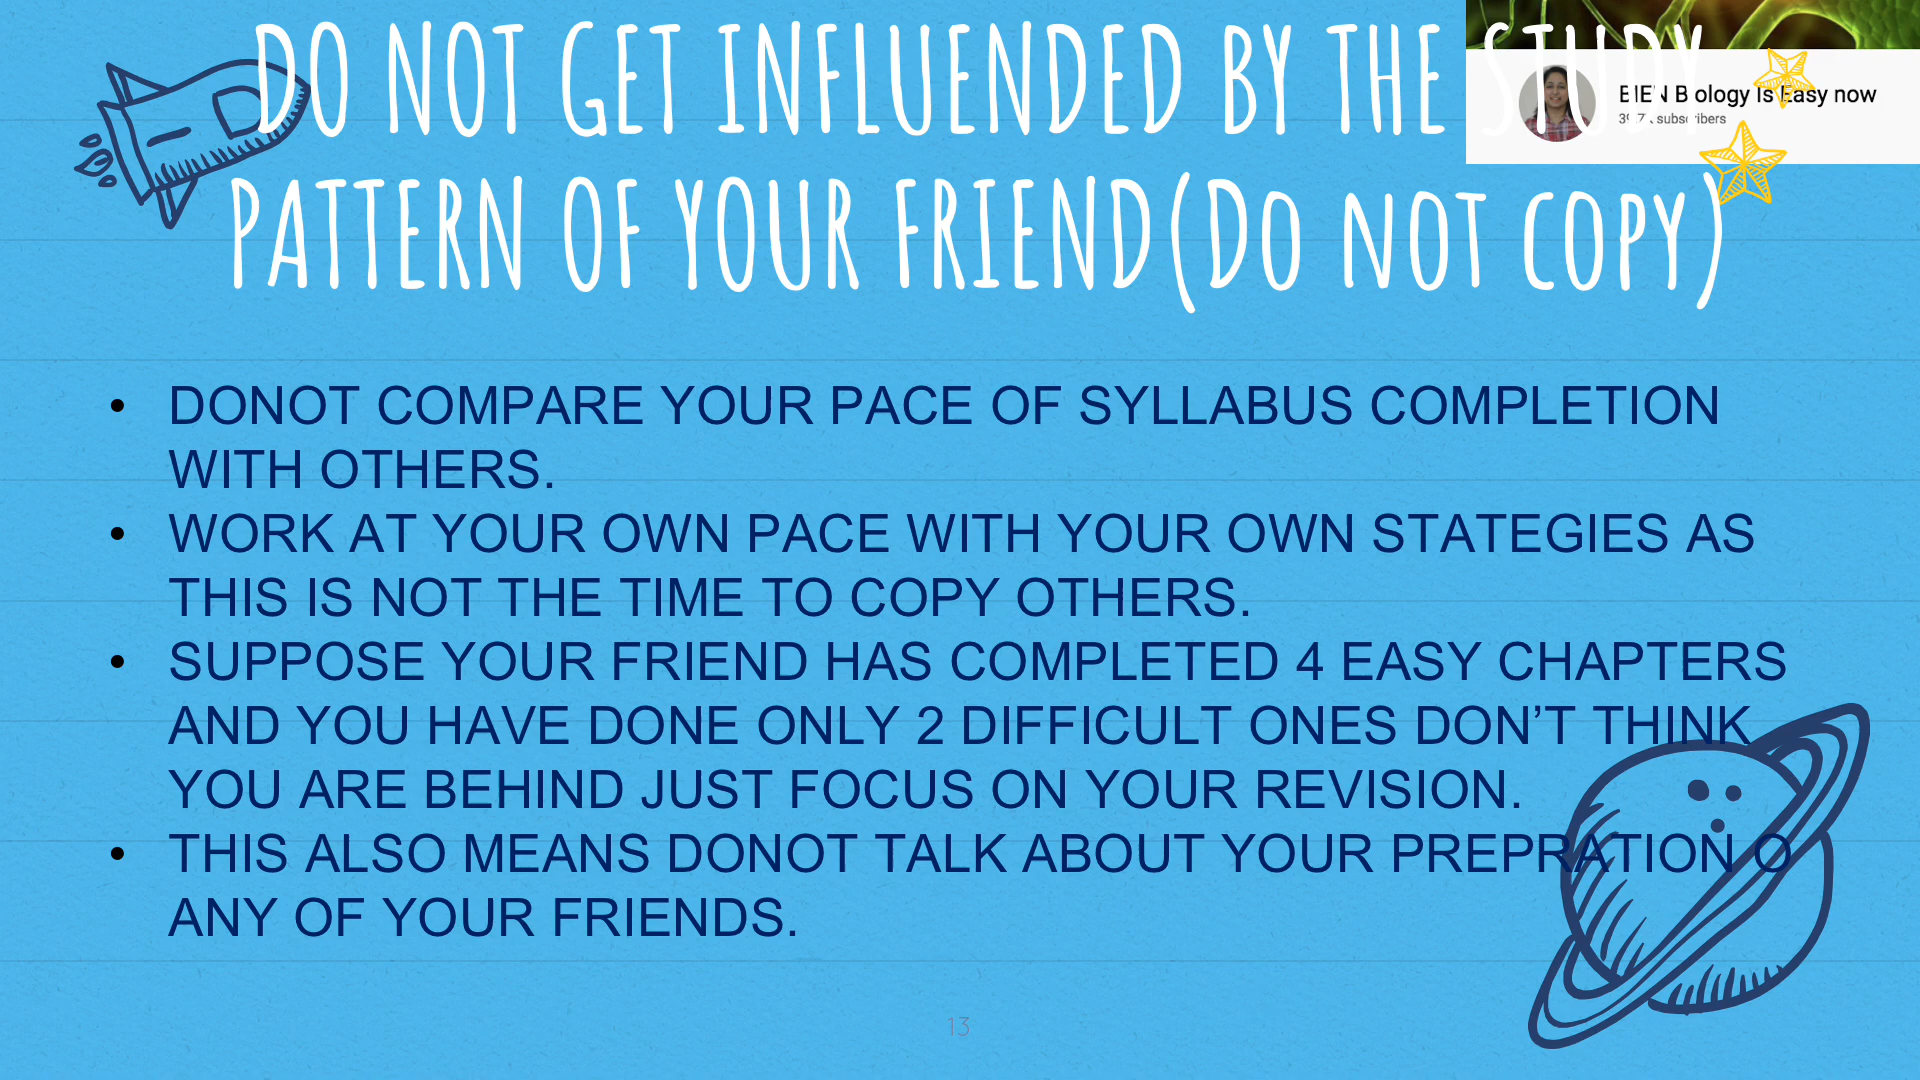 DO NOT GET INFLUENDED BY THE STUDY
PATTERN OF YOUR FRIEND(DO NOT COPY)
BIEN Biology Is Easy now
subscribers
• DONOT COMPARE YOUR PACE OF SYLLABUS COMPLETION
WITH OTHERS.
• WORK AT YOUR OWN PACE WITH YOUR OWN STATEGIES AS
THIS IS NOT THE TIME TO COPY OTHERS.
• SUPPOSE YOUR FRIEND HAS COMPLETED 4 EASY CHAPTERS
AND YOU HAVE DONE ONLY 2 DIFFICULT ONES DON’T THINK
YOU ARE BEHIND JUST FOCUS ON YOUR REVISION.
• THIS ALSO MEANS DONOT TALK ABOUT YOUR PREPRATION O
ANY OF YOUR FRIENDS.
13